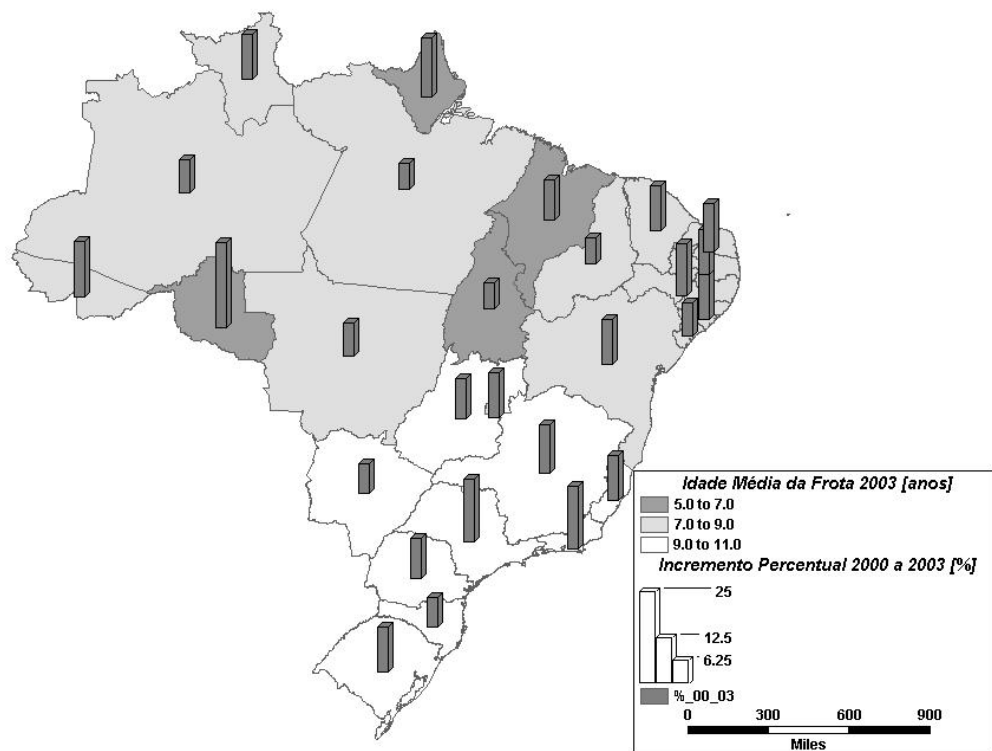 Idade Média da Frota 2003 [anos]
5.0 to 7.0
7.0 to 9.0
9.0 to 11.0
Incremento Percentual 2000 a 2003 [%]
25
12.5
6.25
%_00_03
0 300 600 900
Miles